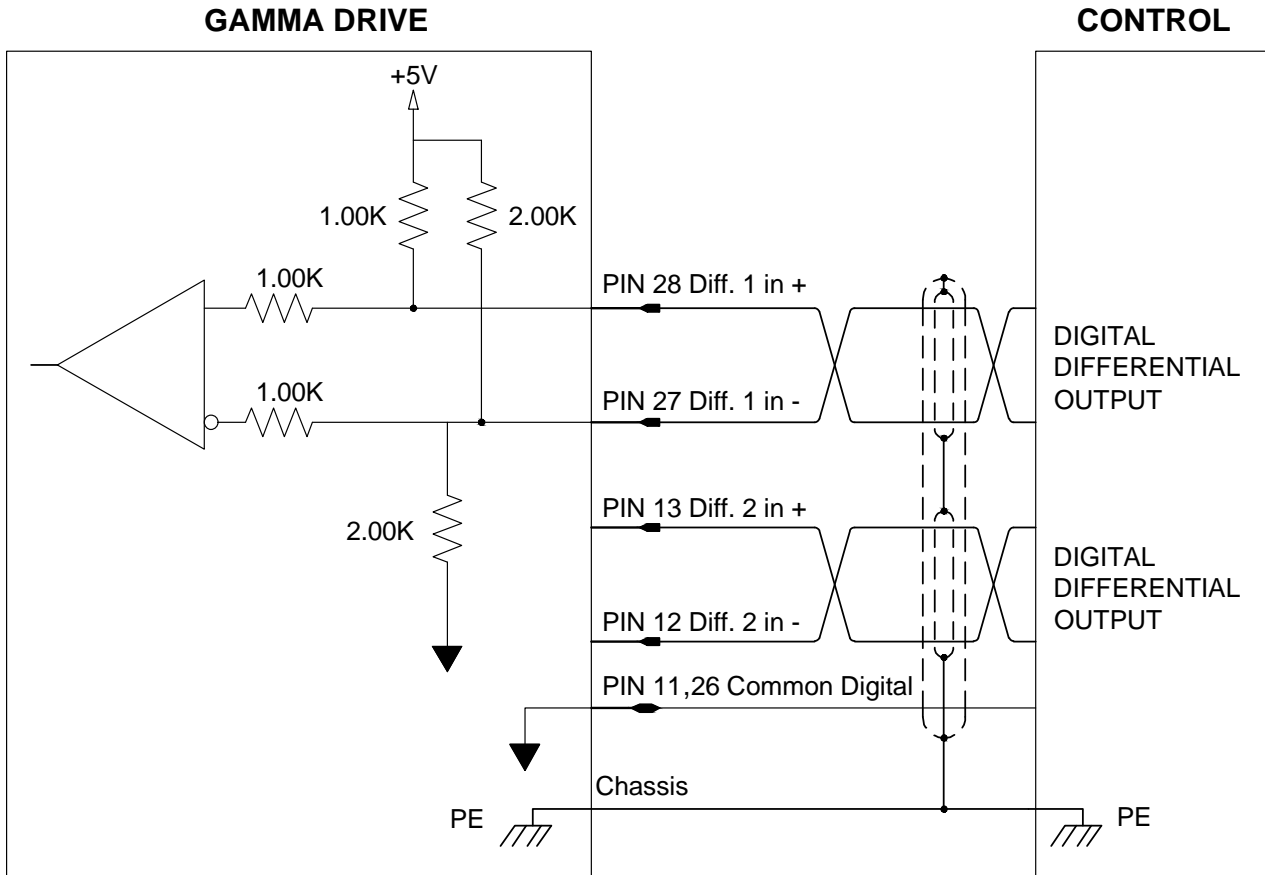 GAMMA DRIVE
CONTROL
+5V
1.00K
2.00K
1.00K
PIN 28 Diff. 1 in +
DIGITAL
DIFFERENTIAL
OUTPUT
1.00K
PIN 27 Diff. 1 in -
2.00K
PIN 13 Diff. 2 in +
DIGITAL
DIFFERENTIAL
OUTPUT
PIN 12 Diff. 2 in -
PIN 11,26 Common Digital
Chassis
PE
PE